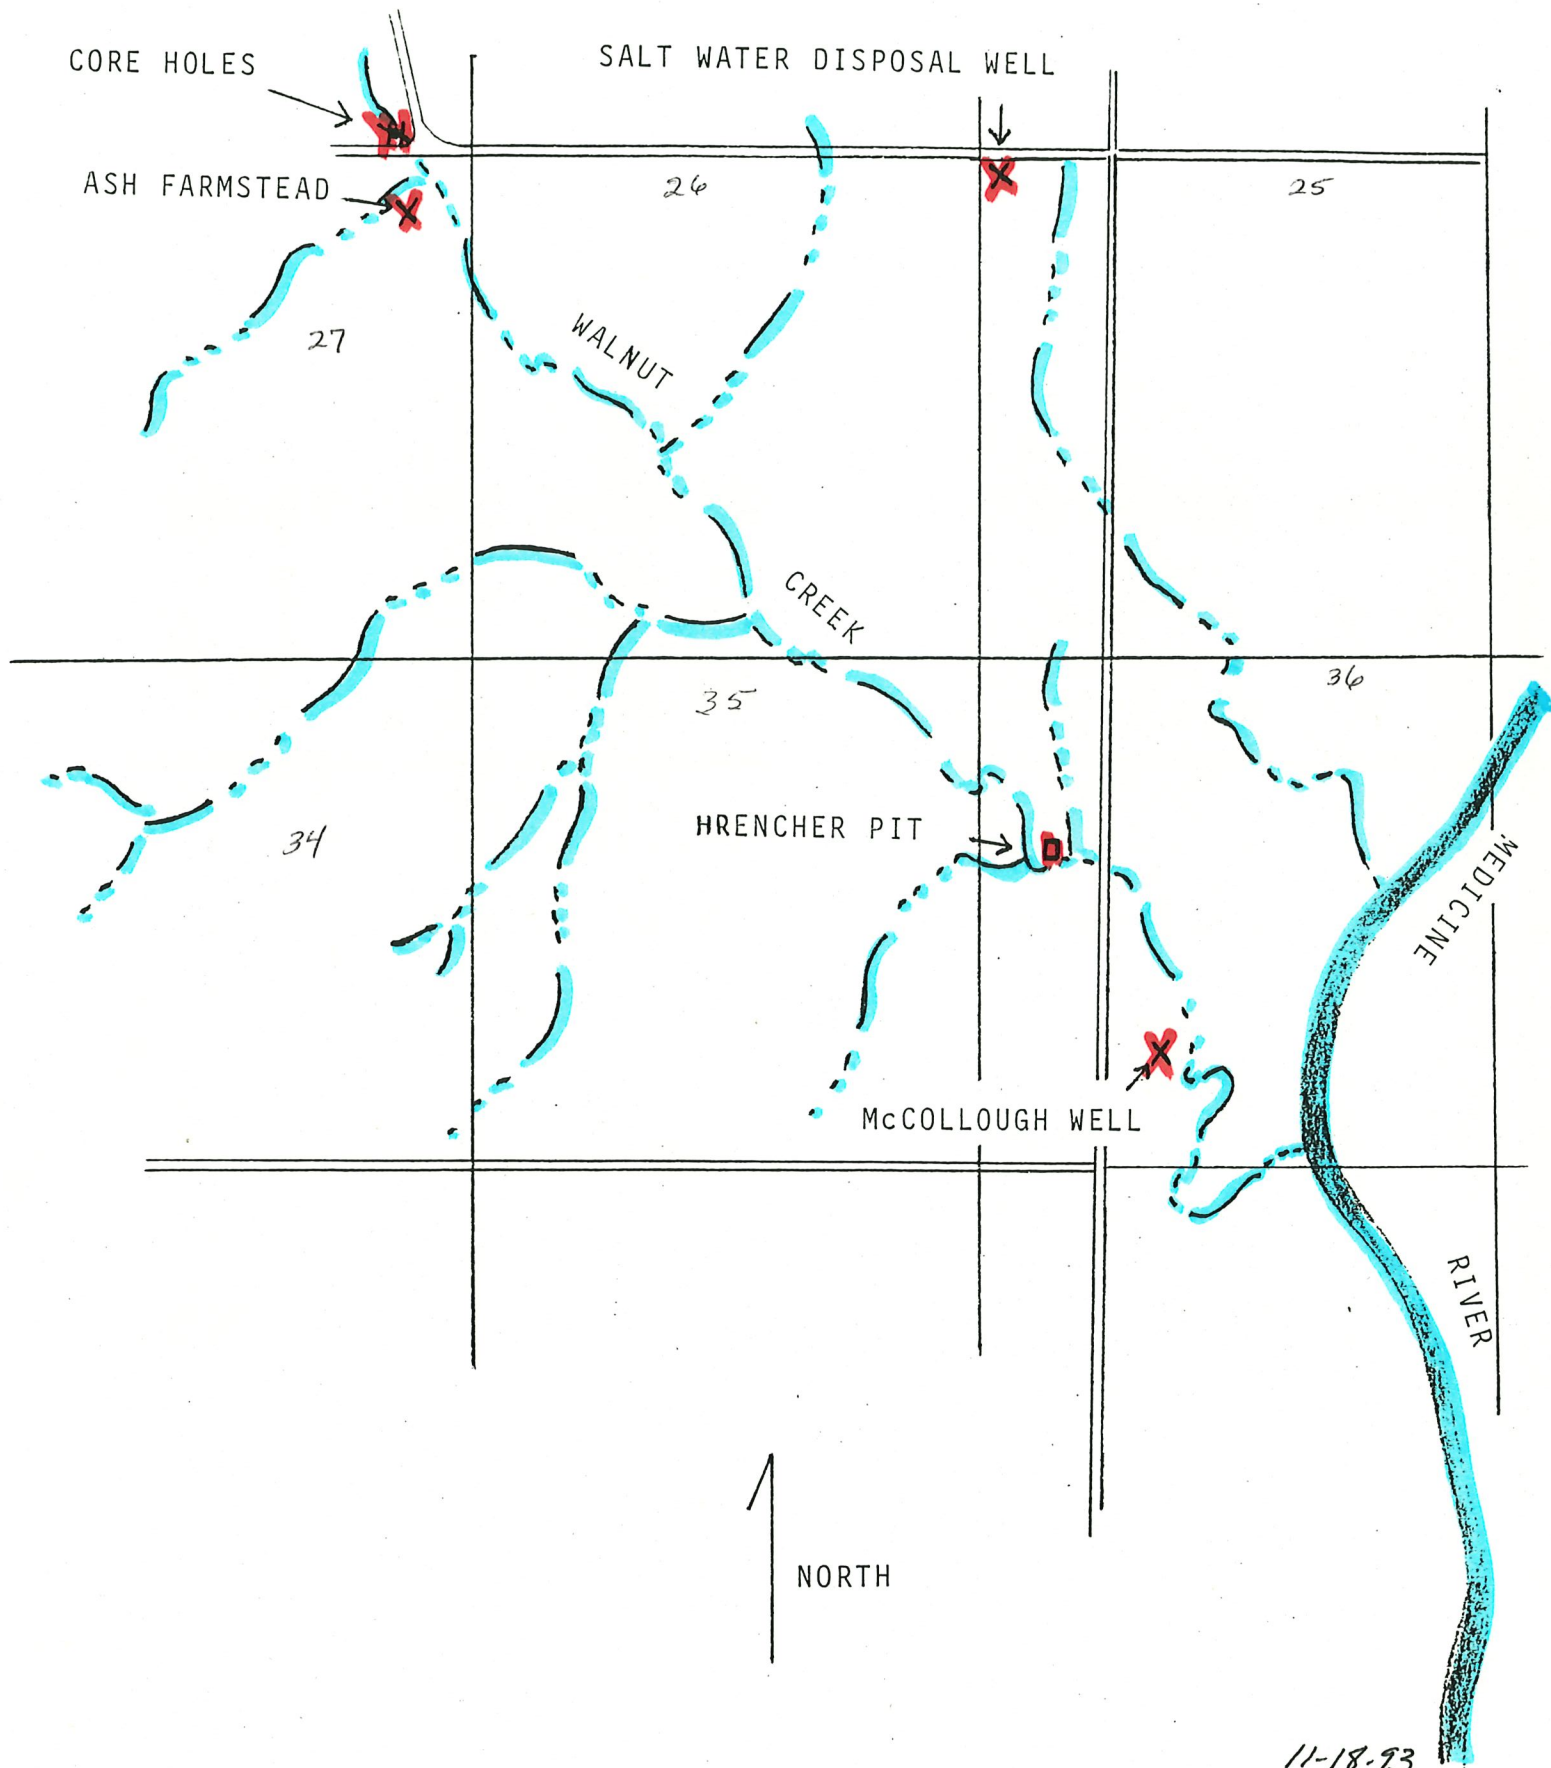 CORE HOLES
SALT WATER DISPOSAL WELL
ASH FARMSTEAD
26
25
27
WALNUT
CREEK
35
36
34
HRENCHER PIT
MEDICINE
McCOLLOUGH WELL
RIVER
NORTH
11-18-93